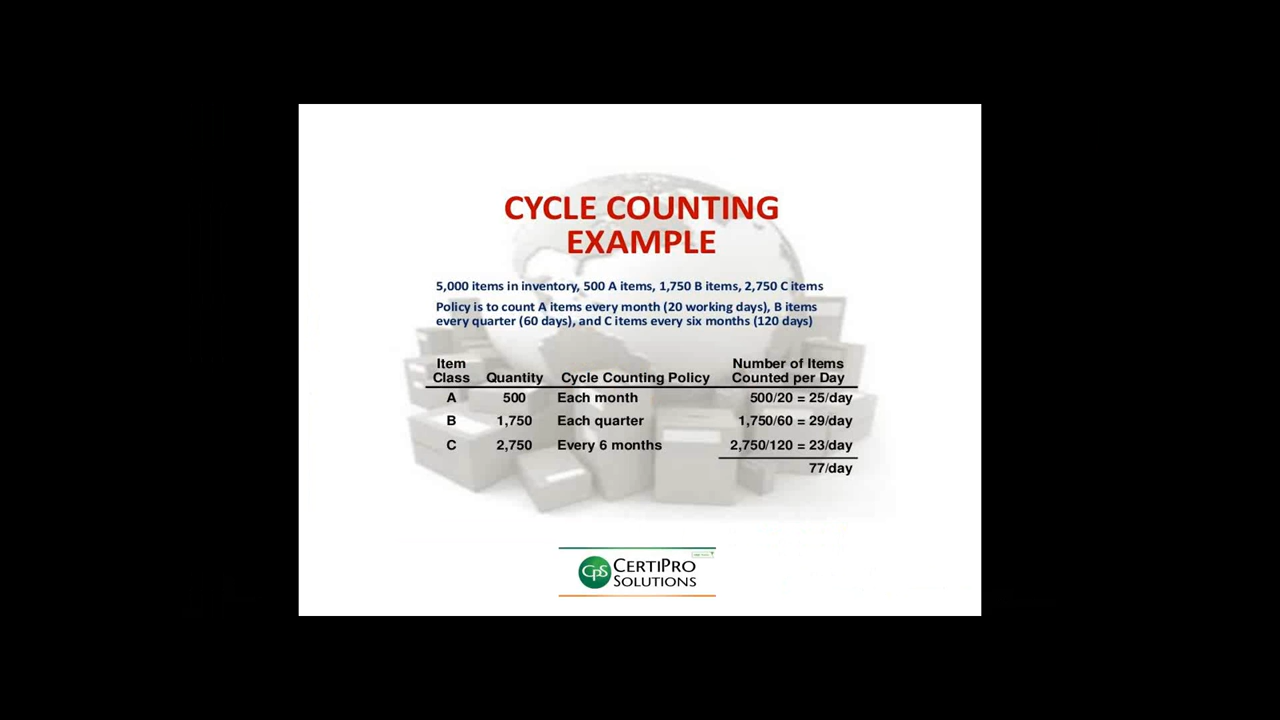 CYCLE COUNTING
EXAMPLE
5,000 items in inventory, 500 A items, 1,750 B items, 2,750 C items
Policy is to count A items every month (20 working days), B items
every quarter (60 days), and C items every six months (120 days)
Item Class Quantity Cycle Counting Policy Number of Items Counted per Day
A 500 Each month 500/20 = 25/day
B 1,750 Each quarter 1,750/60 = 29/day
C 2,750 Every 6 months 2,750/120 = 23/day
77/day
CpS CERTIPRO
SOLUTIONS